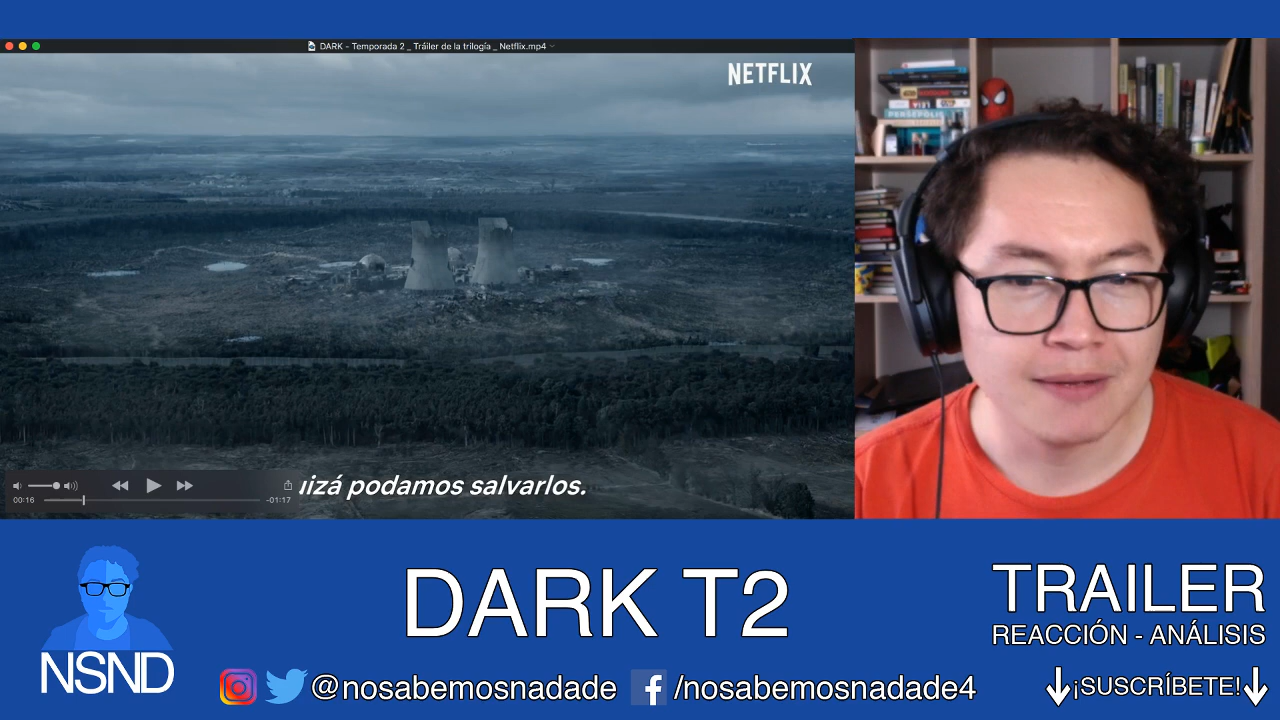 DARK - Temporada 2 _ Tráiler de la trilogía _ Netflix.mp4
NETFLIX
PERSEPOLIS
uizá podamos salvarlos.
00:16
-01:17
DARK T2
TRAILER
REACCIÓN - ANÁLISIS
NSND
@nosabemosnadade
/nosabemosnadade4
¡SUSCRÍBETE!